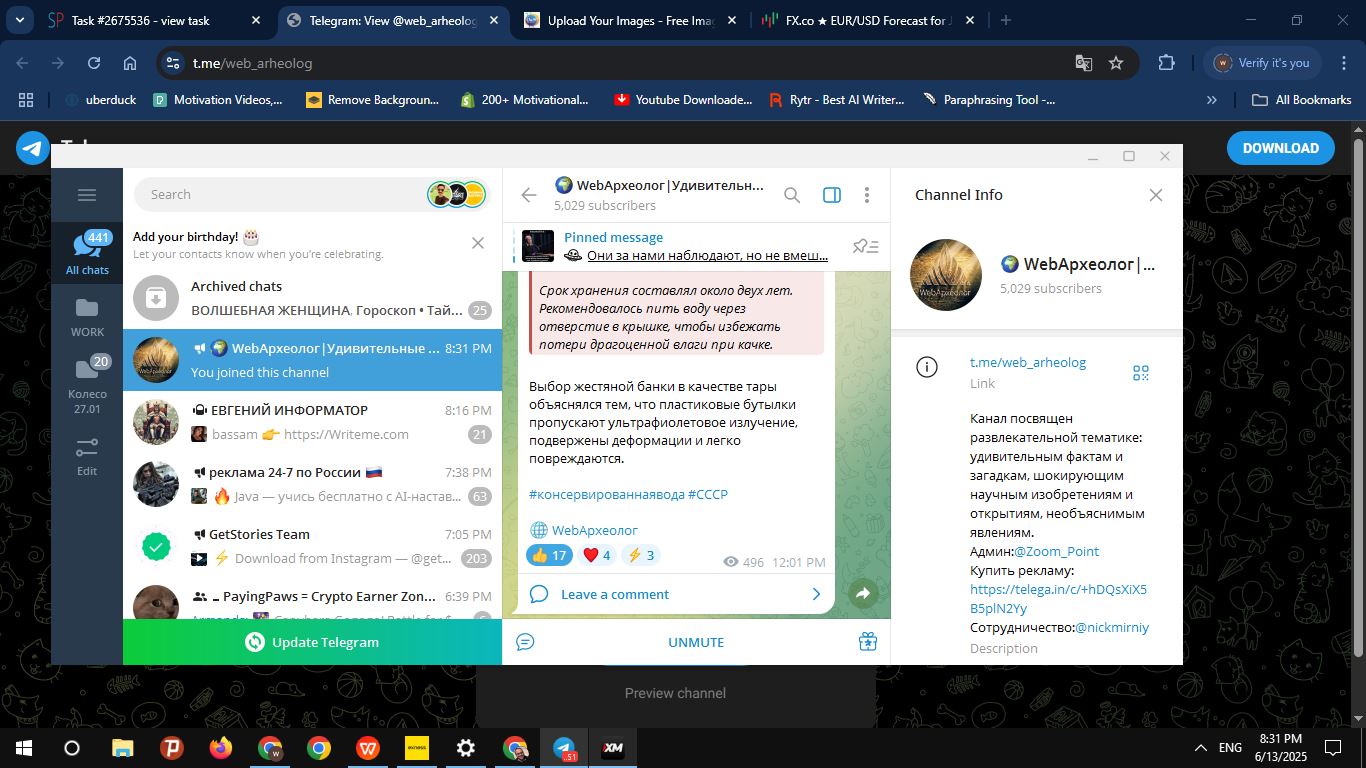 Task #2675536 - view task
Telegram: View @web_arheolog
Upload Your Images - Free Imag
FX.co ★ EUR/USD Forecast for J
t.me/web_arheolog
Verify it's you
uberduck
Motivation Videos,...
Remove Backgroun...
200+ Motivational...
Youtube Downloade...
Rytr - Best AI Writer...
Paraphrasing Tool -...
All Bookmarks
DOWNLOAD
Search
441
All chats
WORK
20
Колесо
27.01
Edit
Add your birthday! 🎂
Let your contacts know when you're celebrating.
Archived chats
ВОЛШЕБНАЯ ЖЕНЩИНА, Гороскоп • Тай... 25
🌍 WebАрхеолог|Удивительные ... 8:31 PM
You joined this channel
ЕВГЕНИЙ ИНФОРМАТОР 8:16 PM
bassam 👉 https://Writeme.com 21
реклама 24-7 по России 🇷🇺 7:38 PM
🔥 Java — учись бесплатно с AI-настав... 63
GetStories Team 7:05 PM
⚡ Download from Instagram — @get... 203
PayingPaws = Crypto Earner Zon... 6:39 PM
Update Telegram
🌍 WebАрхеолог|Удивительн...
5,029 subscribers
Pinned message
🛸 Они за нами наблюдают, но не вмеш...
Срок хранения составлял около двух лет.
Рекомендовалось пить воду через
отверстие в крышке, чтобы избежать
потери драгоценной влаги при качке.
Выбор жестяной банки в качестве тары
объяснялся тем, что пластиковые бутылки
пропускают ультрафиолетовое излучение,
подвержены деформации и легко
повреждаются.
#консервированнаявода #СССР
🌐 WebАрхеолог
👍 17 ❤️ 4 ⚡ 3
496 12:01 PM
Leave a comment
UNMUTE
Channel Info
🌍 WebАрхеолог|...
5,029 subscribers
t.me/web_arheolog
Link
Канал посвящен
развлекательной тематике:
удивительным фактам и
загадкам, шокирующим
научным изобретениям и
открытиям, необъяснимым
явлениям.
Админ:@Zoom_Point
Купить рекламу:
https://telega.in/c/+hDQsXiX5
B5plN2Yy
Сотрудничество:@nickmirniy
Description
Preview channel
ENG
8:31 PM
6/13/2025